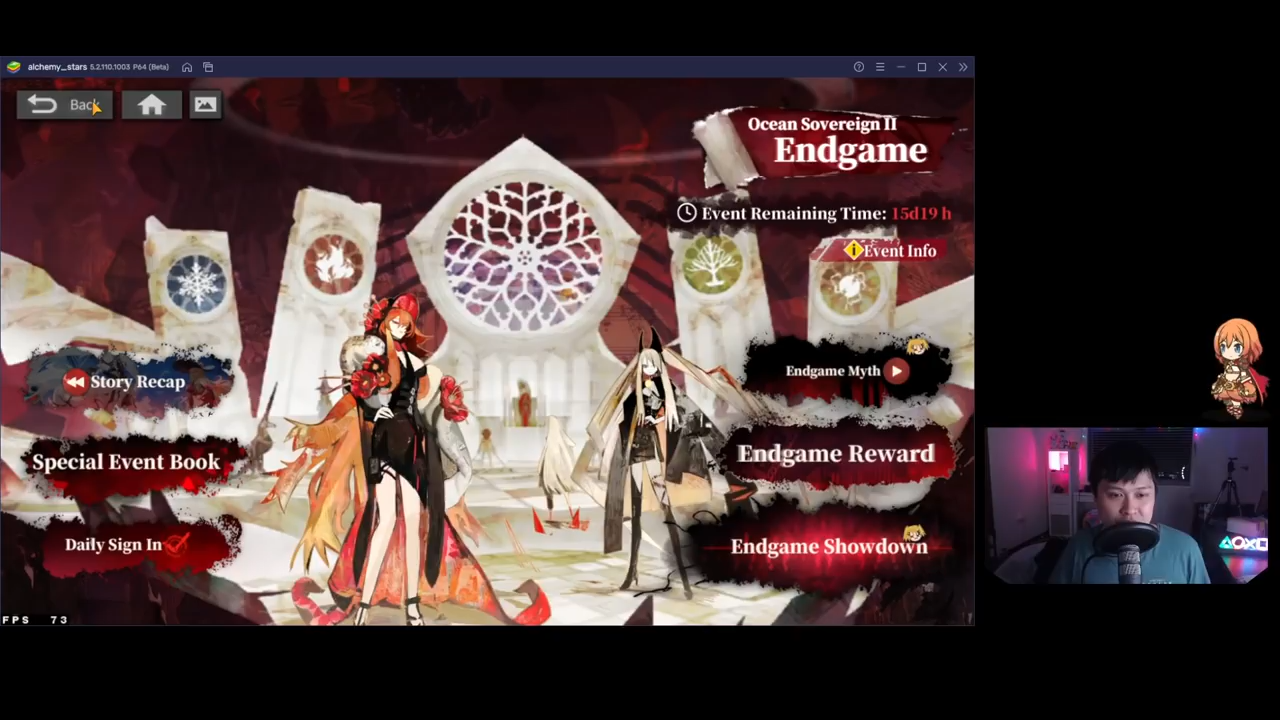 alchemy_stars 5.2.110.1003 P64 (Beta)
Back
Ocean Sovereign II
Endgame
Event Remaining Time: 15d19 h
Event Info
Story Recap
Endgame Myth
Special Event Book
Endgame Reward
Daily Sign In
Endgame Showdown
FPS 73